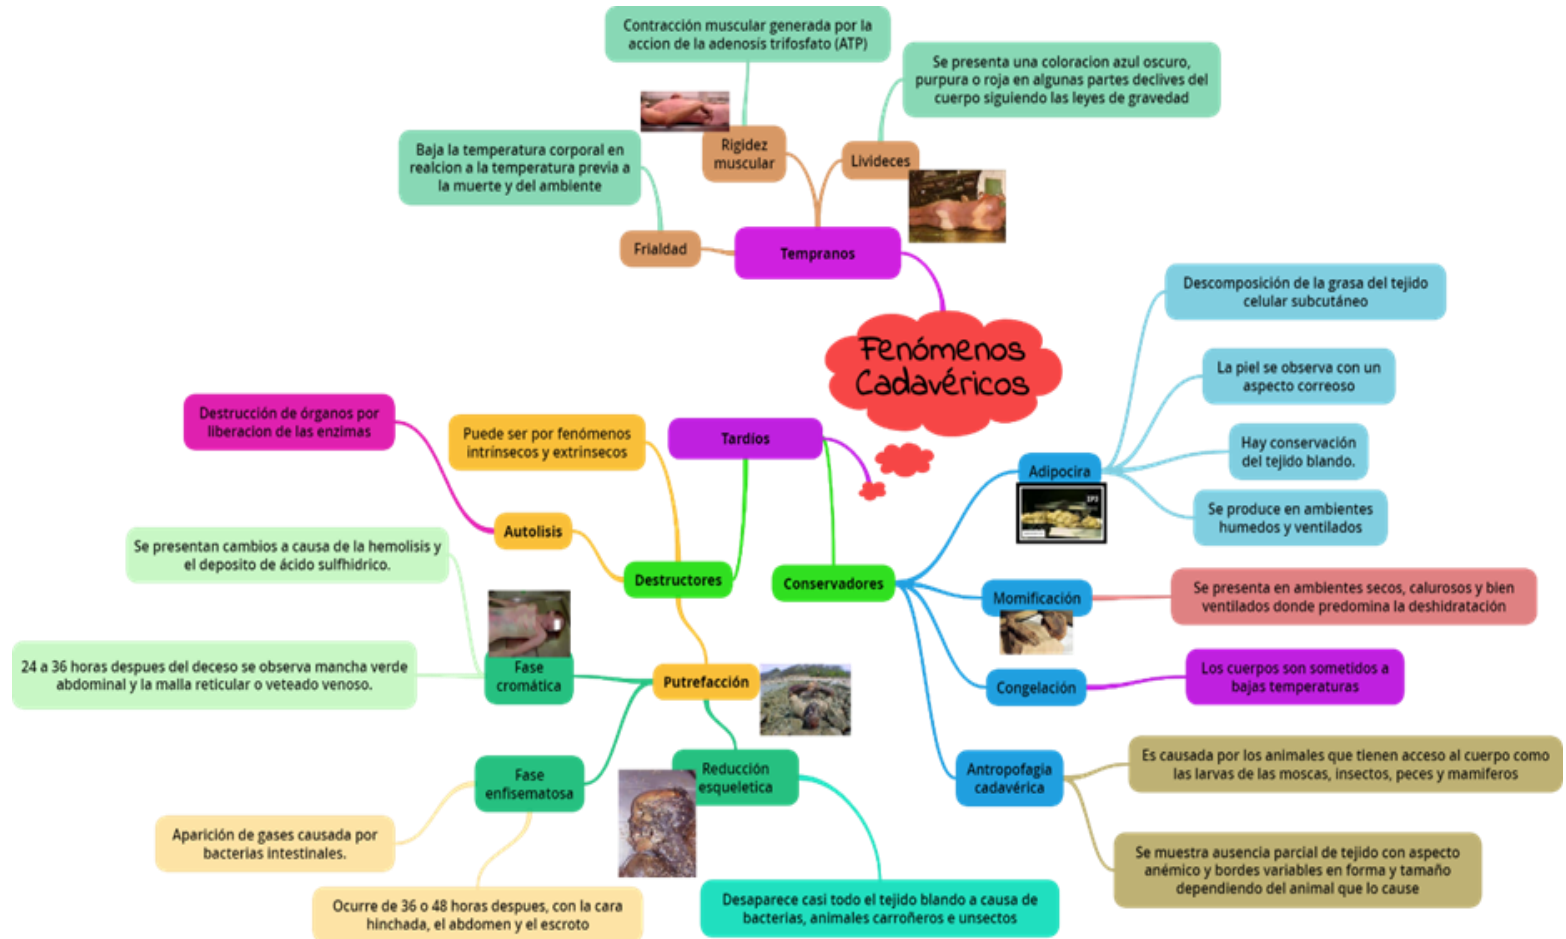 Contracción muscular generada por la
accion de la adenosís trifosfato (ATP)
Se presenta una coloracion azul oscuro,
purpura o roja en algunas partes declives del
cuerpo siguiendo las leyes de gravedad
Baja la temperatura corporal en
realcion a la temperatura previa a
la muerte y del ambiente
Rigidez
muscular
Livideces
Frialdad
Tempranos
Fenómenos
Cadavéricos
Descomposición de la grasa del tejido
celular subcutáneo
La piel se observa con un
aspecto correoso
Hay conservación
del tejido blando.
Se produce en ambientes
humedos y ventilados
Adipocira
Tardíos
Puede ser por fenómenos
intrínsecos y extrinsecos
Destrucción de órganos por
liberacion de las enzimas
Autolisis
Destructores
Conservadores
Momificación
Se presenta en ambientes secos, calurosos y bien
ventilados donde predomina la deshidratación
Congelación
Los cuerpos son sometidos a
bajas temperaturas
Antropofagia
cadavérica
Es causada por los animales que tienen acceso al cuerpo como
las larvas de las moscas, insectos, peces y mamiferos
Se muestra ausencia parcial de tejido con aspecto
anémico y bordes variables en forma y tamaño
dependiendo del animal que lo cause
Se presentan cambios a causa de la hemolisis y
el deposito de ácido sulfhidrico.
24 a 36 horas despues del deceso se observa mancha verde
abdominal y la malla reticular o veteado venoso.
Fase
cromática
Putrefacción
Fase
enfisematosa
Reducción
esqueletica
Aparición de gases causada por
bacterias intestinales.
Ocurre de 36 o 48 horas despues, con la cara
hinchada, el abdomen y el escroto
Desaparece casi todo el tejido blando a causa de
bacterias, animales carroñeros e unsectos